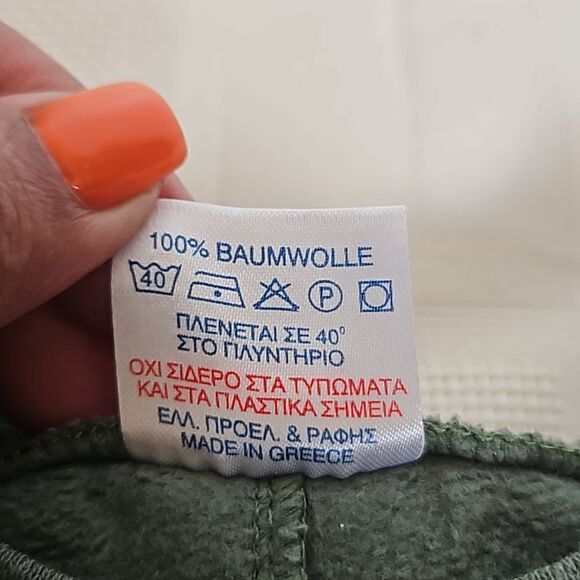 100% BAUMWOLLE
40 P
ΠΛΕΝΕΤΑΙ ΣΕ 40°
ΣΤΟ ΠΛΥΝΤΗΡΙΟ
ΟΧΙ ΣΙΔΕΡΟ ΣΤΑ ΤΥΠΩΜΑΤΑ
ΚΑΙ ΣΤΑ ΠΛΑΣΤΙΚΑ ΣΗΜΕΙΑ
ΕΛΛ. ΠΡΟΕΛ. & ΡΑΦΗΣ
MADE IN GREECE